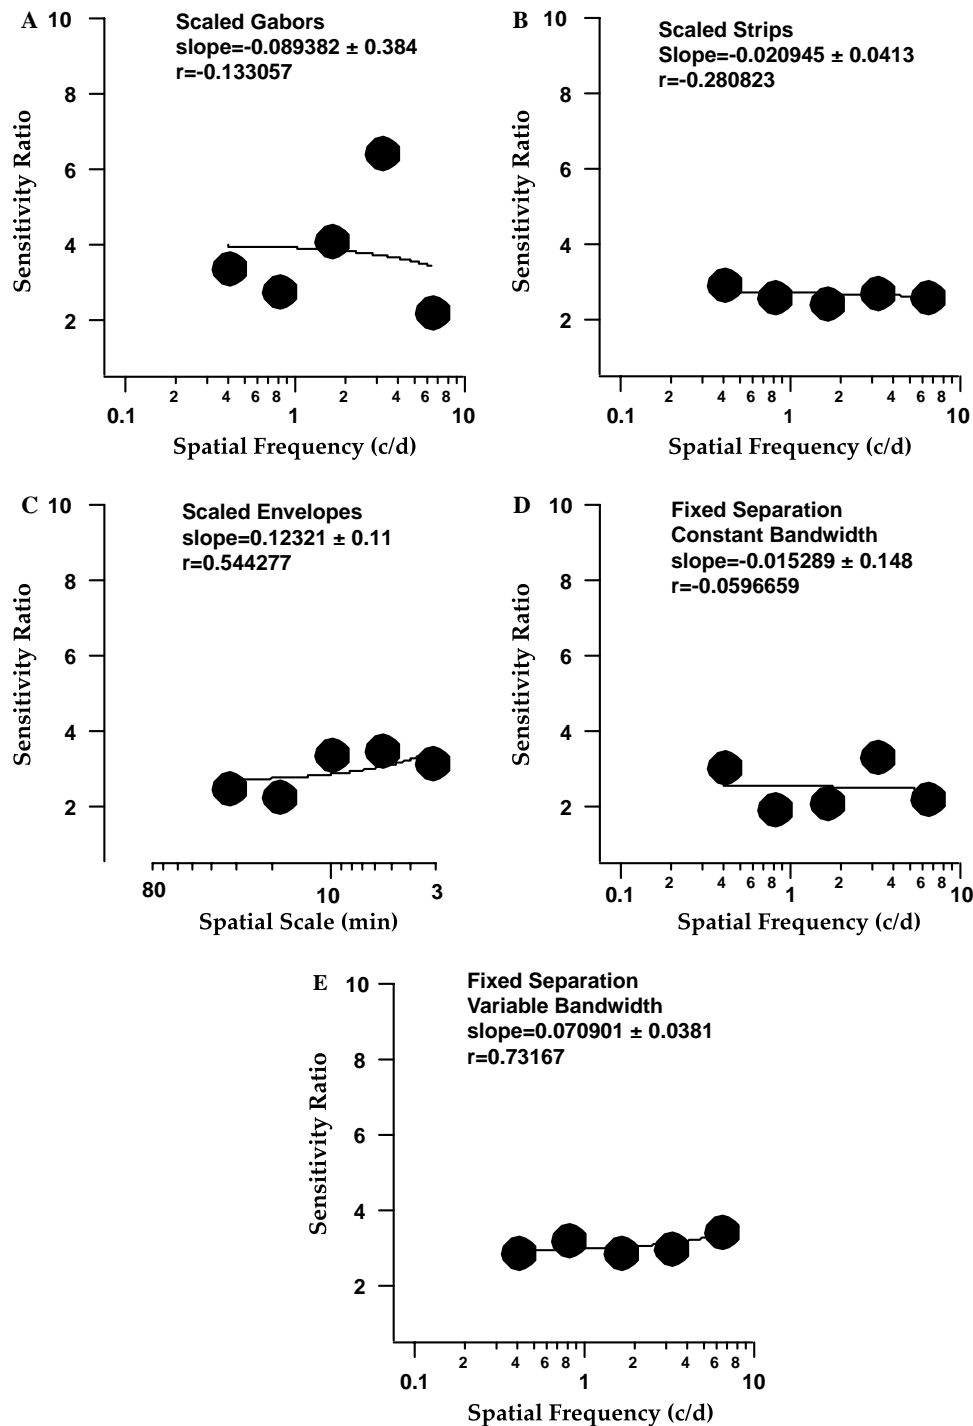 A
Scaled Gabors
slope=-0.089382 ± 0.384
r=-0.133057
Sensitivity Ratio
10
8
6
4
2
0.1 2 4 6 8 1 2 4 6 8 10
Spatial Frequency (c/d)
B
Scaled Strips
Slope=-0.020945 ± 0.0413
r=-0.280823
Sensitivity Ratio
10
8
6
4
2
0.1 2 4 6 8 1 2 4 6 8 10
Spatial Frequency (c/d)
C
Scaled Envelopes
slope=0.12321 ± 0.11
r=0.544277
Sensitivity Ratio
10
8
6
4
2
80 10 3
Spatial Scale (min)
D
Fixed Separation
Constant Bandwidth
slope=-0.015289 ± 0.148
r=-0.0596659
Sensitivity Ratio
10
8
6
4
2
0.1 2 4 6 8 1 2 4 6 8 10
Spatial Frequency (c/d)
E
Fixed Separation
Variable Bandwidth
slope=0.070901 ± 0.0381
r=0.73167
Sensitivity Ratio
10
8
6
4
2
0.1 2 4 6 8 1 2 4 6 8 10
Spatial Frequency (c/d)